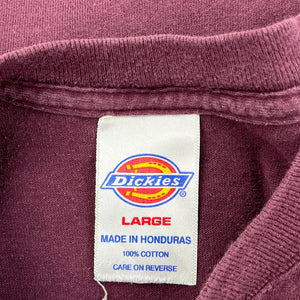 Dickies
LARGE
MADE IN HONDURAS
100% COTTON
CARE ON REVERSE